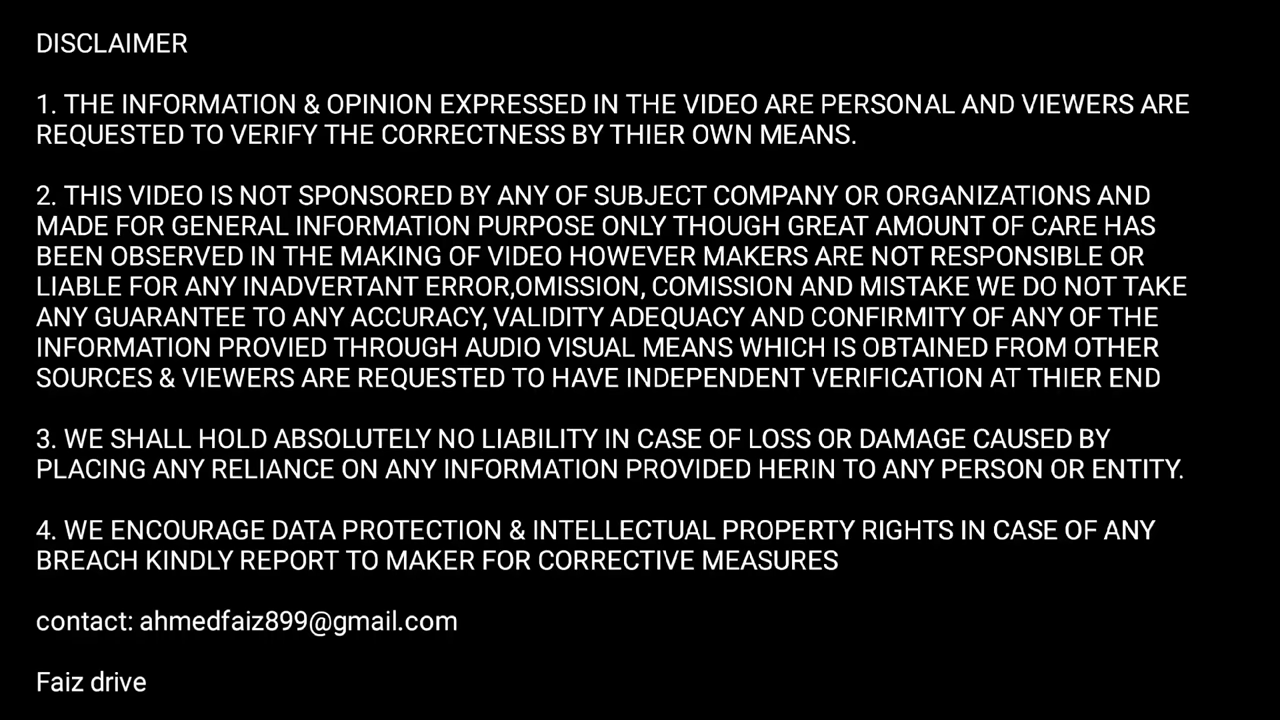 DISCLAIMER
1. THE INFORMATION & OPINION EXPRESSED IN THE VIDEO ARE PERSONAL AND VIEWERS ARE
REQUESTED TO VERIFY THE CORRECTNESS BY THIER OWN MEANS.
2. THIS VIDEO IS NOT SPONSORED BY ANY OF SUBJECT COMPANY OR ORGANIZATIONS AND
MADE FOR GENERAL INFORMATION PURPOSE ONLY THOUGH GREAT AMOUNT OF CARE HAS
BEEN OBSERVED IN THE MAKING OF VIDEO HOWEVER MAKERS ARE NOT RESPONSIBLE OR
LIABLE FOR ANY INADVERTANT ERROR,OMISSION, COMISSION AND MISTAKE WE DO NOT TAKE
ANY GUARANTEE TO ANY ACCURACY, VALIDITY ADEQUACY AND CONFIRMITY OF ANY OF THE
INFORMATION PROVIED THROUGH AUDIO VISUAL MEANS WHICH IS OBTAINED FROM OTHER
SOURCES & VIEWERS ARE REQUESTED TO HAVE INDEPENDENT VERIFICATION AT THIER END
3. WE SHALL HOLD ABSOLUTELY NO LIABILITY IN CASE OF LOSS OR DAMAGE CAUSED BY
PLACING ANY RELIANCE ON ANY INFORMATION PROVIDED HERIN TO ANY PERSON OR ENTITY.
4. WE ENCOURAGE DATA PROTECTION & INTELLECTUAL PROPERTY RIGHTS IN CASE OF ANY
BREACH KINDLY REPORT TO MAKER FOR CORRECTIVE MEASURES
contact: ahmedfaiz899@gmail.com
Faiz drive